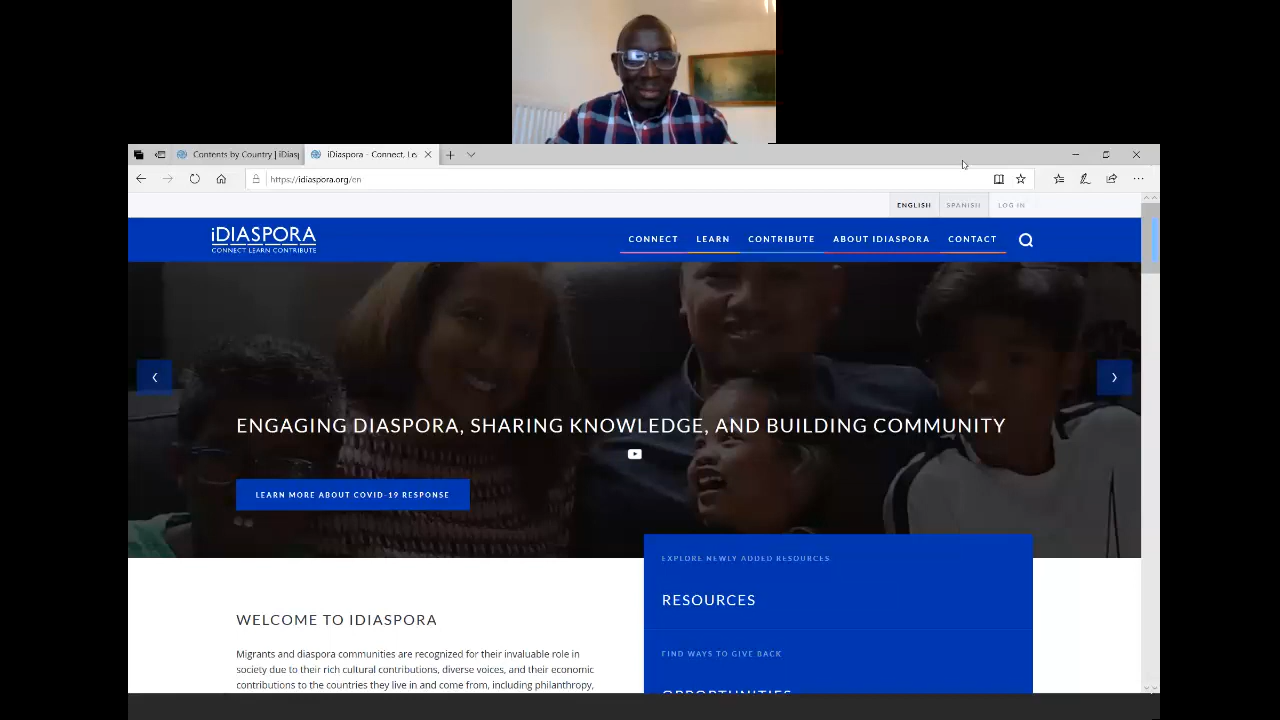 Contents by Country | iDiasp
iDiaspora - Connect, Le
https://idiaspora.org/en
ENGLISH
SPANISH
LOG IN
iDIASPORA
CONNECT LEARN CONTRIBUTE
CONNECT
LEARN
CONTRIBUTE
ABOUT IDIASPORA
CONTACT
ENGAGING DIASPORA, SHARING KNOWLEDGE, AND BUILDING COMMUNITY
LEARN MORE ABOUT COVID-19 RESPONSE
EXPLORE NEWLY ADDED RESOURCES
RESOURCES
FIND WAYS TO GIVE BACK
OPPORTUNITIES
WELCOME TO IDIASPORA
Migrants and diaspora communities are recognized for their invaluable role in
society due to their rich cultural contributions, diverse voices, and their economic
contributions to the countries they live in and come from, including philanthropy,